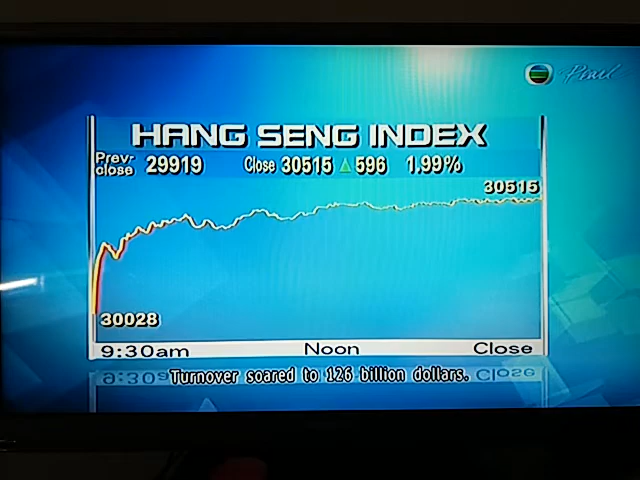 Pearl
HANG SENG INDEX
Prev- close 29919 Close 30515 ▲596 1.99%
30515
30028
9:30am Noon Close
Turnover soared to 126 billion dollars.